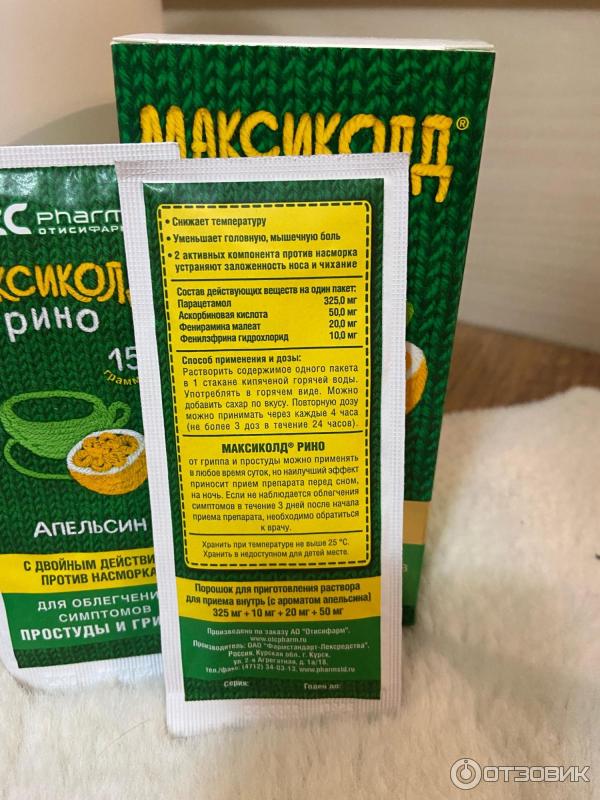 МАКСИКОЛД®
pharm
ОТИСИФАРМ
РИНО
15
грамм
АПЕЛЬСИН
С ДВОЙНЫМ ДЕЙСТВИ
ПРОТИВ НАСМОРКА
ДЛЯ ОБЛЕГЧЕ
СИМПТОМОВ
ПРОСТУДЫ И ГРИ
• Снижает температуру
• Уменьшает головную, мышечную боль
• 2 активных компонента против насморка
устраняют заложенность носа и чихание
Состав действующих веществ на один пакет:
Парацетамол 325,0 мг
Аскорбиновая кислота 50,0 мг
Фенирамина малеат 20,0 мг
Фенилэфрина гидрохлорид 10,0 мг
Способ применения и дозы:
Растворить содержимое одного пакета
в 1 стакане кипяченой горячей воды.
Употреблять в горячем виде. Можно
добавить сахар по вкусу. Повторную дозу
можно принимать через каждые 4 часа
(не более 3 доз в течение 24 часов).
МАКСИКОЛД® РИНО
от гриппа и простуды можно применять
в любое время суток, но наилучший эффект
приносит прием препарата перед сном,
на ночь. Если не наблюдается облегчения
симптомов в течение 3 дней после начала
приема препарата, необходимо обратиться
к врачу.
Хранить при температуре не выше 25 °С.
Хранить в недоступном для детей месте.
Порошок для приготовления раствора
для приема внутрь (с ароматом апельсина)
325 мг + 10 мг + 20 мг + 50 мг
Произведено по заказу АО "Отисифарм".
www.otcpharm.ru
Производитель: ОАО "Фармстандарт-Лексредства".
Россия, Курская обл. г. Курск,
ул. 2-я Агрегатная, д. 1а/18.
тел./факс: (4712) 34-03-13. www.pharmstd.ru
Серия: Годен до:
ОТЗОВИК